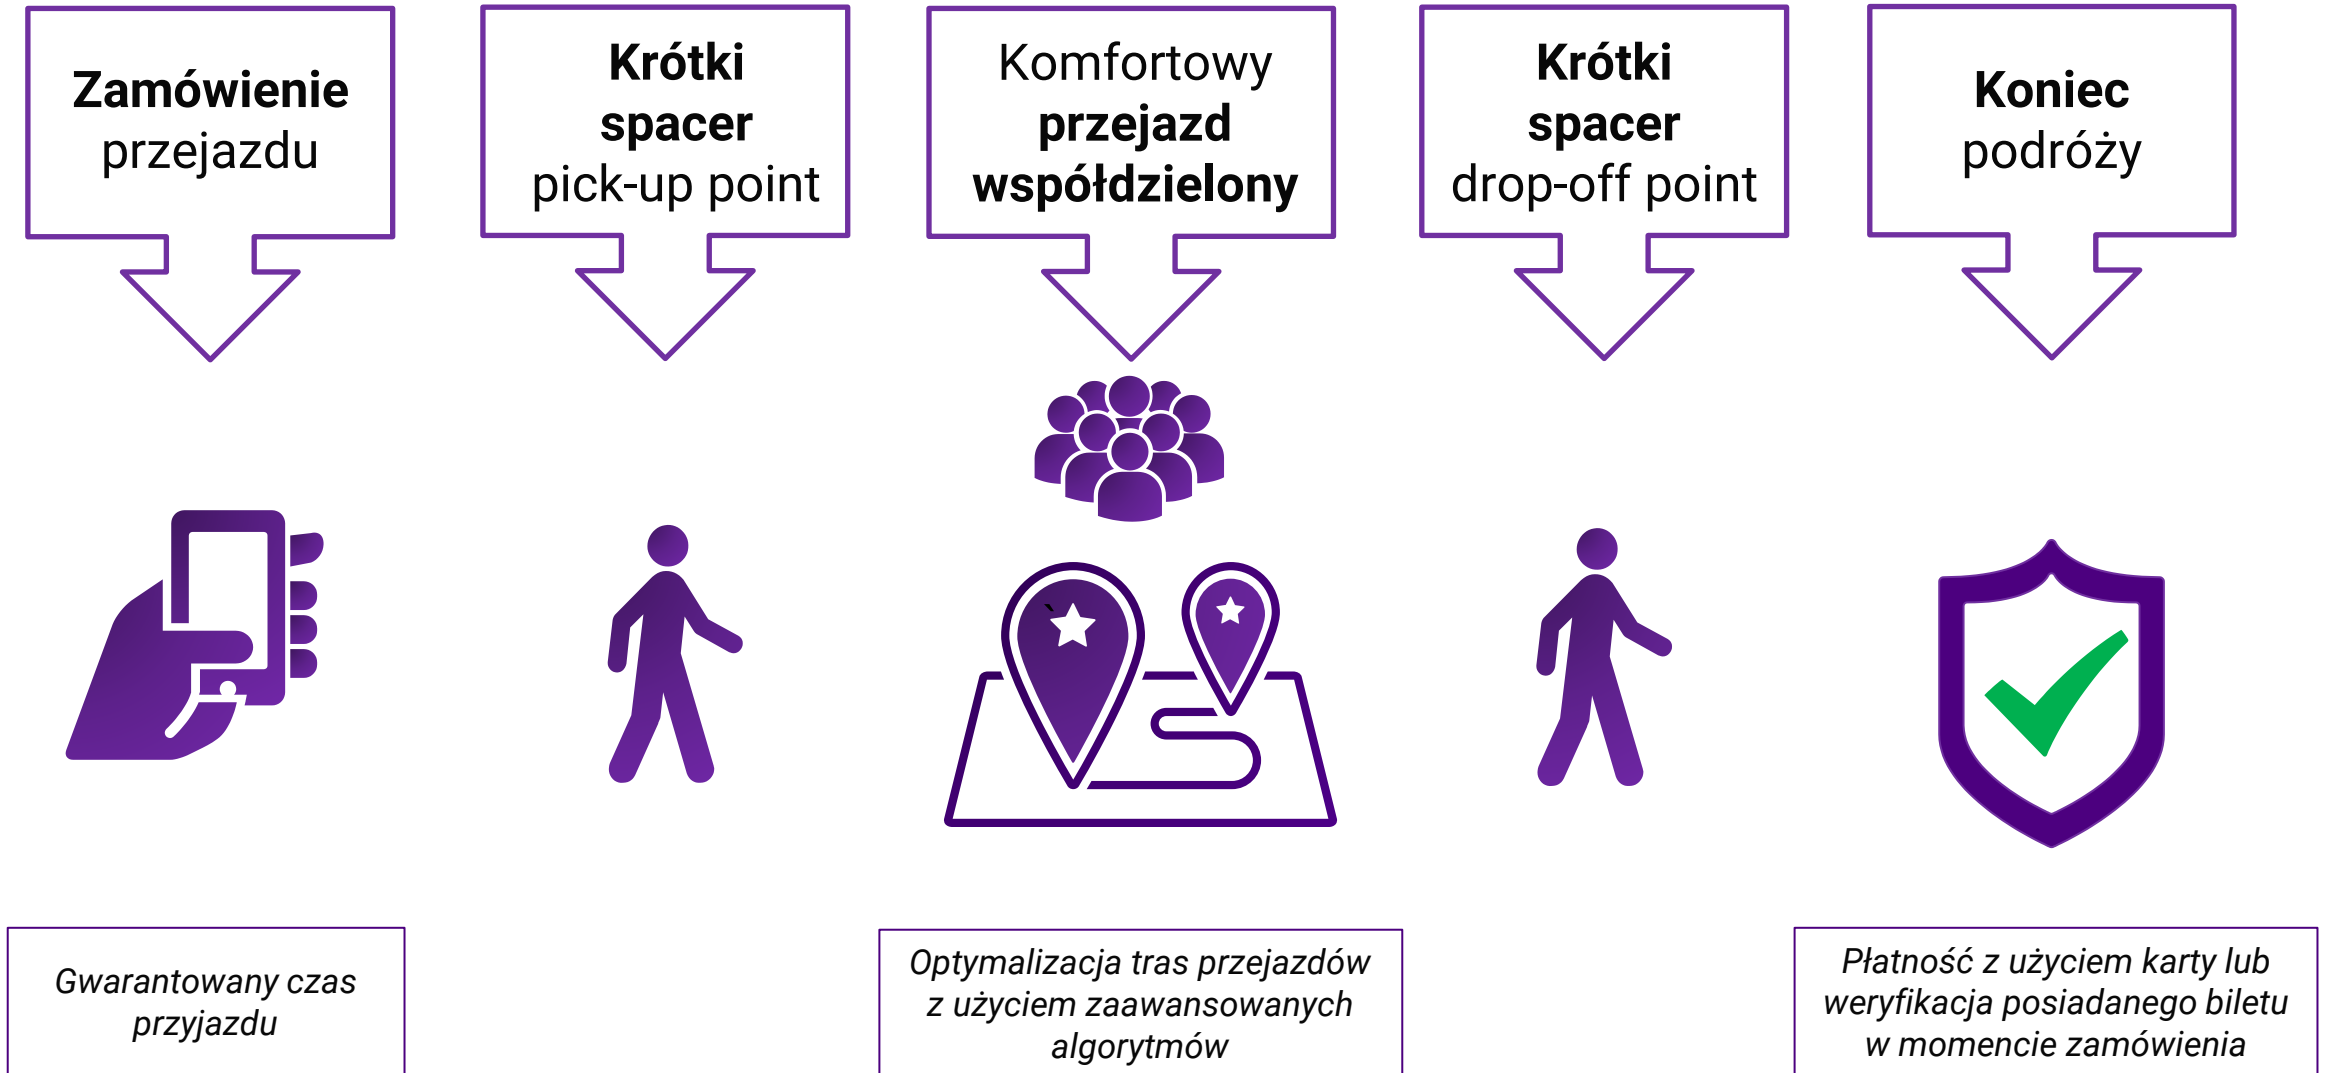 Zamówienie
przejazdu
Krótki
spacer
pick-up point
Komfortowy
przejazd
współdzielony
Krótki
spacer
drop-off point
Koniec
podróży
Gwarantowany czas
przyjazdu
Optymalizacja tras przejazdów
z użyciem zaawansowanych
algorytmów
Płatność z użyciem karty lub
weryfikacja posiadanego biletu
w momencie zamówienia